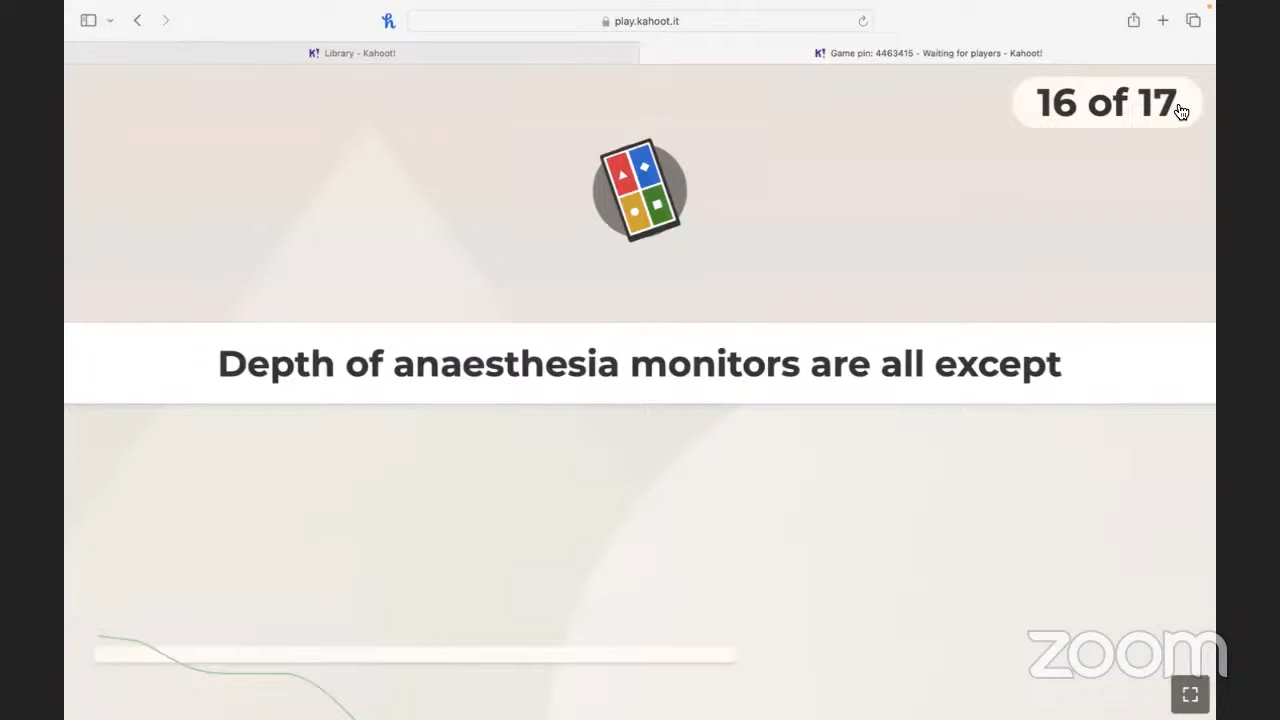 play.kahoot.it
K! Library - Kahoot!
K! Game pin: 4463415 - Waiting for players - Kahoot!
16 of 17
Depth of anaesthesia monitors are all except
zoom